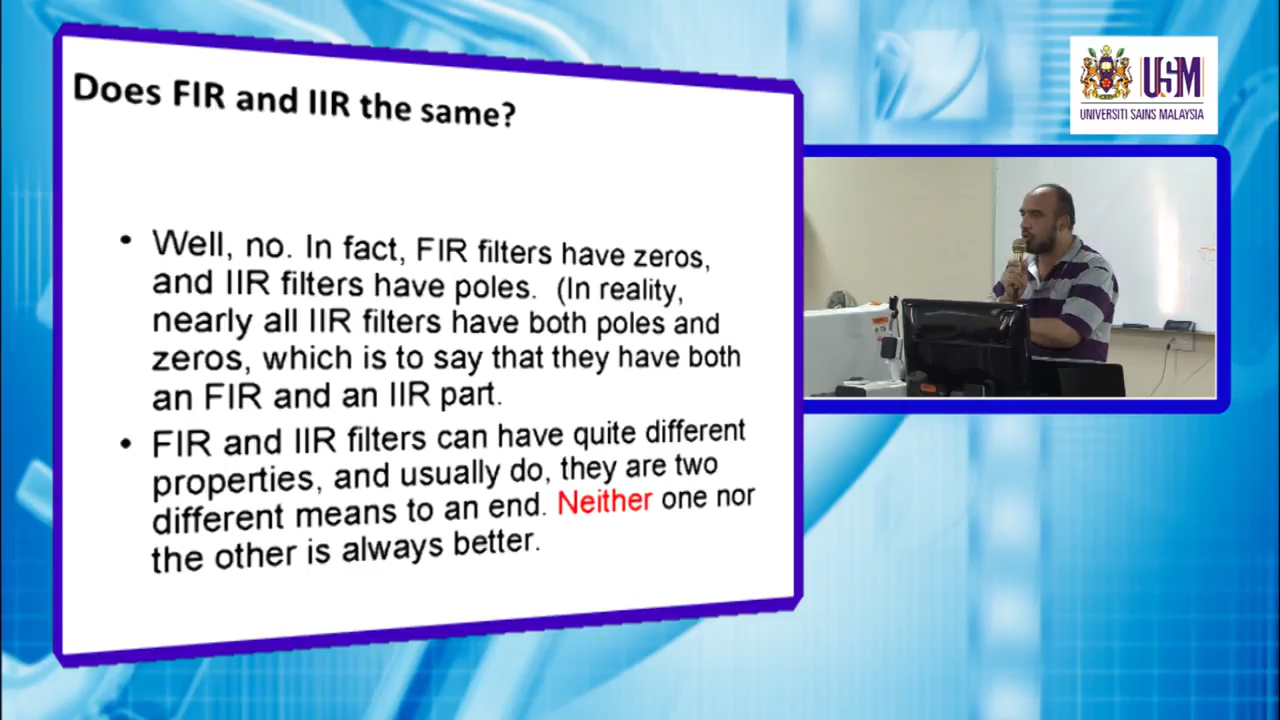 Does FIR and IIR the same?
• Well, no. In fact, FIR filters have zeros,
and IIR filters have poles. (In reality,
nearly all IIR filters have both poles and
zeros, which is to say that they have both
an FIR and an IIR part.
• FIR and IIR filters can have quite different
properties, and usually do, they are two
different means to an end. Neither one nor
the other is always better.
USM
UNIVERSITI SAINS MALAYSIA